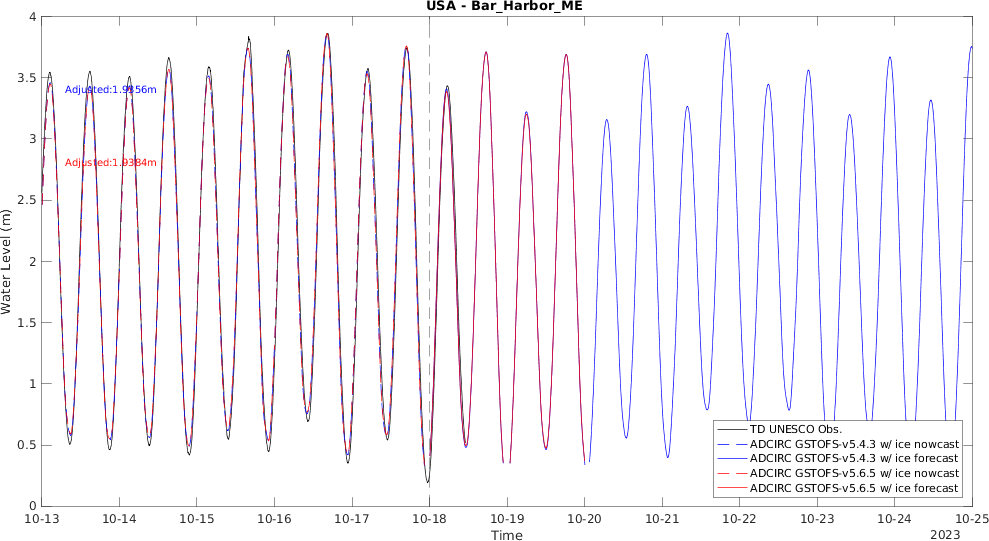 USA - Bar_Harbor_ME
4
3.5
3
2.5
2
1.5
1
0.5
0
Water Level (m)
Adjusted:1.9356m
Adjusted:1.9384m
TD UNESCO Obs.
ADCIRC GSTOFS-v5.4.3 w/ ice nowcast
ADCIRC GSTOFS-v5.4.3 w/ ice forecast
ADCIRC GSTOFS-v5.6.5 w/ ice nowcast
ADCIRC GSTOFS-v5.6.5 w/ ice forecast
10-13 10-14 10-15 10-16 10-17 10-18 10-19 10-20 10-21 10-22 10-23 10-24 10-25
Time
2023